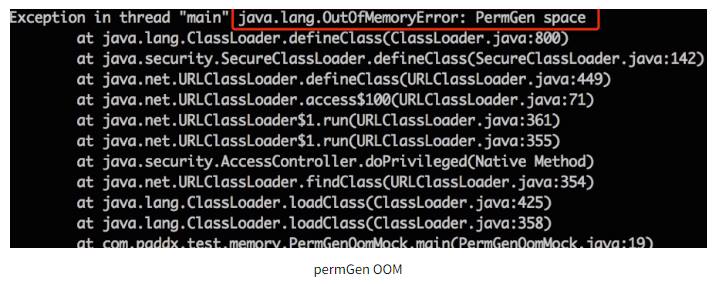 Exception in thread "main" java.lang.OutOfMemoryError: PermGen space
at java.lang.ClassLoader.defineClass(ClassLoader.java:800)
at java.security.SecureClassLoader.defineClass(SecureClassLoader.java:142)
at java.net.URLClassLoader.defineClass(URLClassLoader.java:449)
at java.net.URLClassLoader.access$100(URLClassLoader.java:71)
at java.net.URLClassLoader$1.run(URLClassLoader.java:361)
at java.net.URLClassLoader$1.run(URLClassLoader.java:355)
at java.security.AccessController.doPrivileged(Native Method)
at java.net.URLClassLoader.findClass(URLClassLoader.java:354)
at java.lang.ClassLoader.loadClass(ClassLoader.java:425)
at java.lang.ClassLoader.loadClass(ClassLoader.java:358)
at com.paddx.test.memory.PermGenOomMock.main(PermGenOomMock.java:19)
permGen OOM